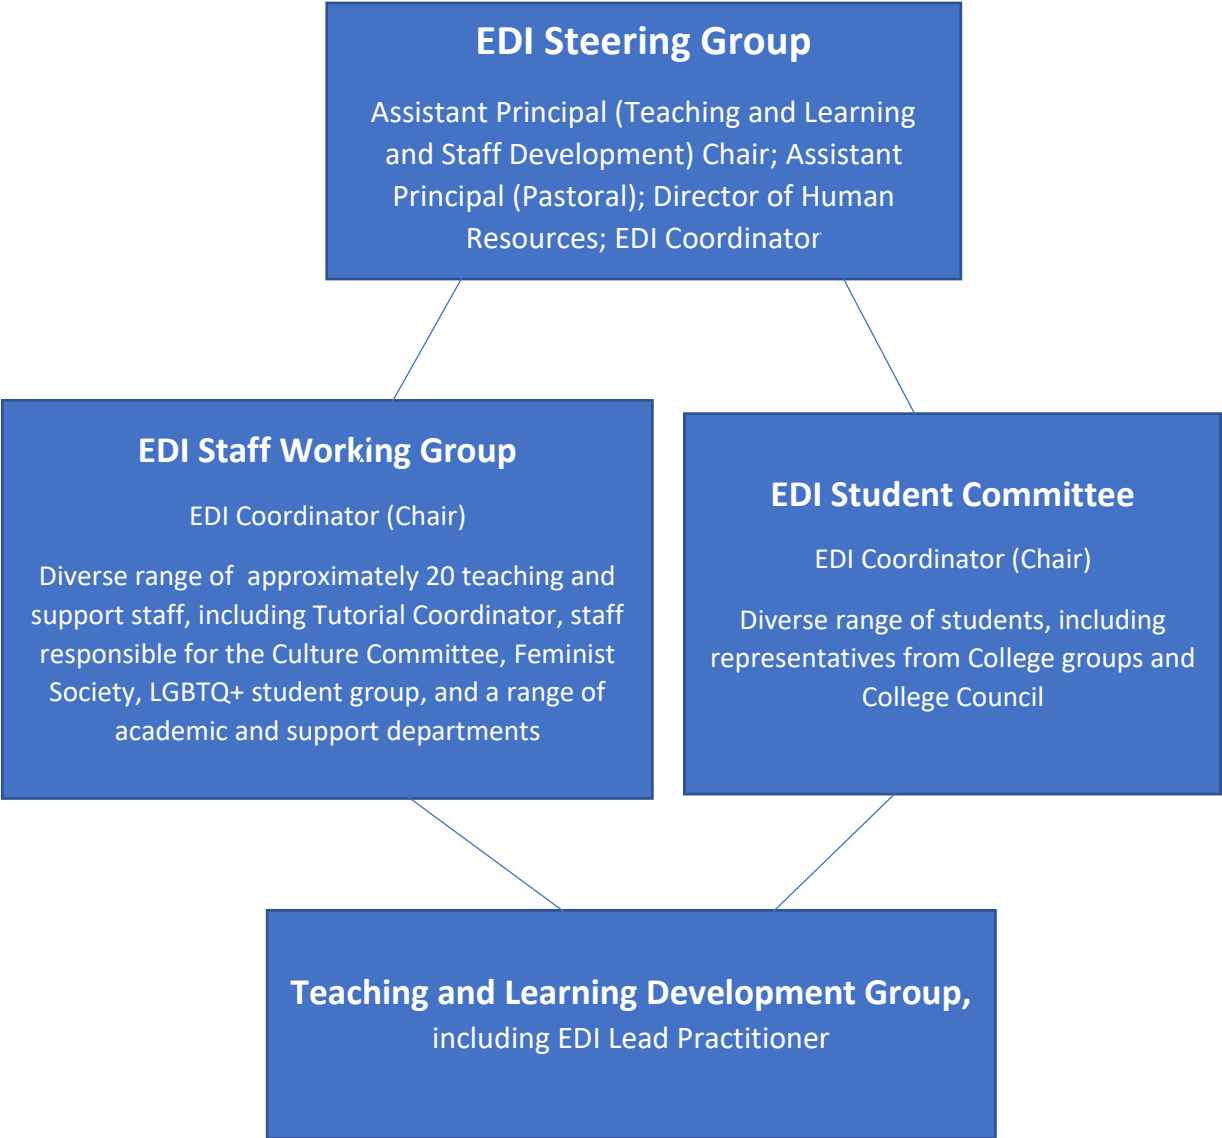 EDI Steering Group
Assistant Principal (Teaching and Learning
and Staff Development) Chair; Assistant
Principal (Pastoral); Director of Human
Resources; EDI Coordinator
EDI Staff Working Group
EDI Coordinator (Chair)
Diverse range of  approximately 20 teaching and
support staff, including Tutorial Coordinator, staff
responsible for the Culture Committee, Feminist
Society, LGBTQ+ student group, and a range of
academic and support departments
EDI Student Committee
EDI Coordinator (Chair)
Diverse range of students, including
representatives from College groups and
College Council
Teaching and Learning Development Group,
including EDI Lead Practitioner